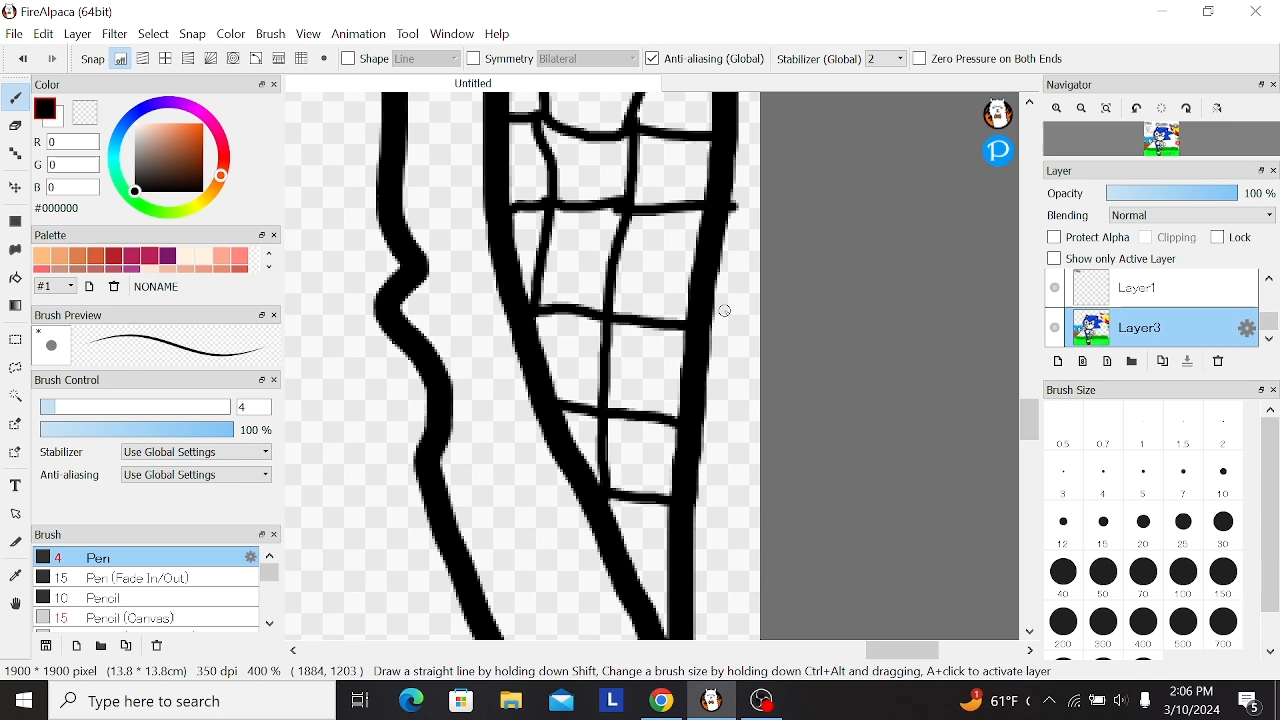 FireAlpaca (64bit)
File Edit Layer Filter Select Snap Color Brush View Animation Tool Window Help
Snap Shape Line Symmetry Bilateral Anti-aliasing (Global) Stabilizer (Global) 2 Zero Pressure on Both Ends
Color
Untitled
Navigator
R 0
G 0
B 0
#000000
Layer
Opacity 100 %
Blending Normal
Protect Alpha Clipping Lock
Show only Active Layer
Layer1
Layer3
Palette
#1 NONAME
Brush Preview
*
Brush Control
4
100 %
Stabilizer Use Global Settings
Anti-aliasing Use Global Settings
Brush
4 Pen
15 Pen (Fade In/Out)
10 Pencil
15 Pencil (Canvas)
Brush Size
0.5 0.7 1 1.5 2
5 7
12 15 20 25 30
50 70 100 150
200 300 400 500 700
T
P
1900 * 1900 pixel (13.8 * 13.8cm) 350 dpi 400 % ( 1884, 1203 ) Draw a straight line by holding down Shift, Change a brush size by holding down Ctrl+Alt and dragging, A+click to activate layer
Type here to search
L
1
61°F
:06 PM
3/10/2024
5